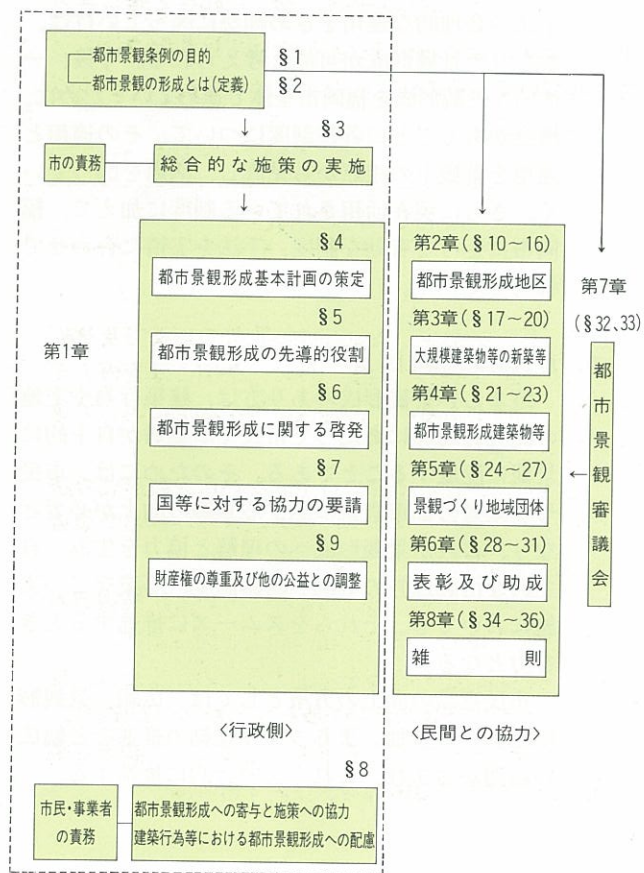 都市景観条例の目的 §1
都市景観の形成とは(定義) §2
§3
市の責務
総合的な施策の実施
第1章
§4
都市景観形成基本計画の策定
§5
都市景観形成の先導的役割
§6
都市景観形成に関する啓発
§7
国等に対する協力の要請
§9
財産権の尊重及び他の公益との調整
〈行政側〉
第2章(§10~16)
都市景観形成地区
第3章(§17~20)
大規模建築物等の新築等
第4章(§21~23)
都市景観形成建築物等
第5章(§24~27)
景観づくり地域団体
第6章(§28~31)
表彰及び助成
第8章(§34~36)
雑則
〈民間との協力〉
第7章
(§32、33)
都市景観審議会
§8
市民・事業者
の責務
都市景観形成への寄与と施策への協力
建築行為等における都市景観形成への配慮